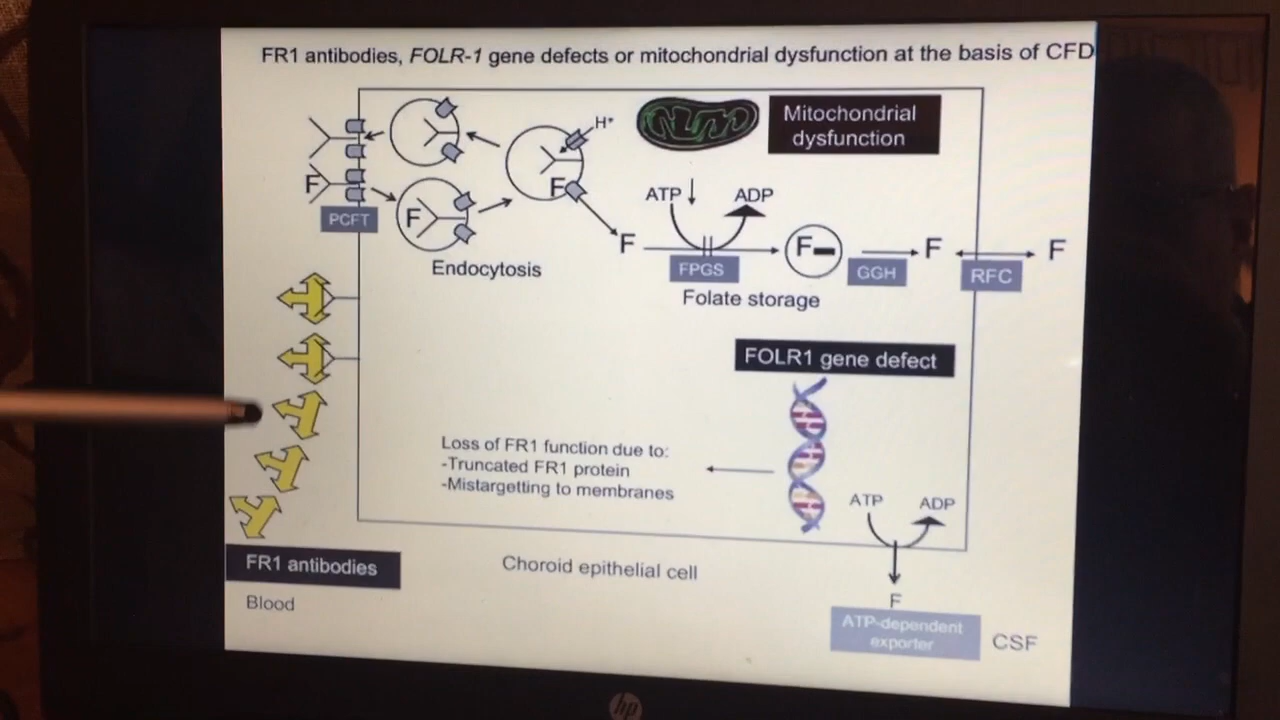 FR1 antibodies, FOLR-1 gene defects or mitochondrial dysfunction at the basis of CFD
Mitochondrial
dysfunction
H+
F
PCFT
F
F
Endocytosis
F
ATP
ADP
FPGS
Folate storage
F
GGH
F
RFC
F
FOLR1 gene defect
Loss of FR1 function due to:
-Truncated FR1 protein
-Mistargetting to membranes
ATP
ADP
F
ATP-dependent
exporter
CSF
FR1 antibodies
Blood
Choroid epithelial cell
hp